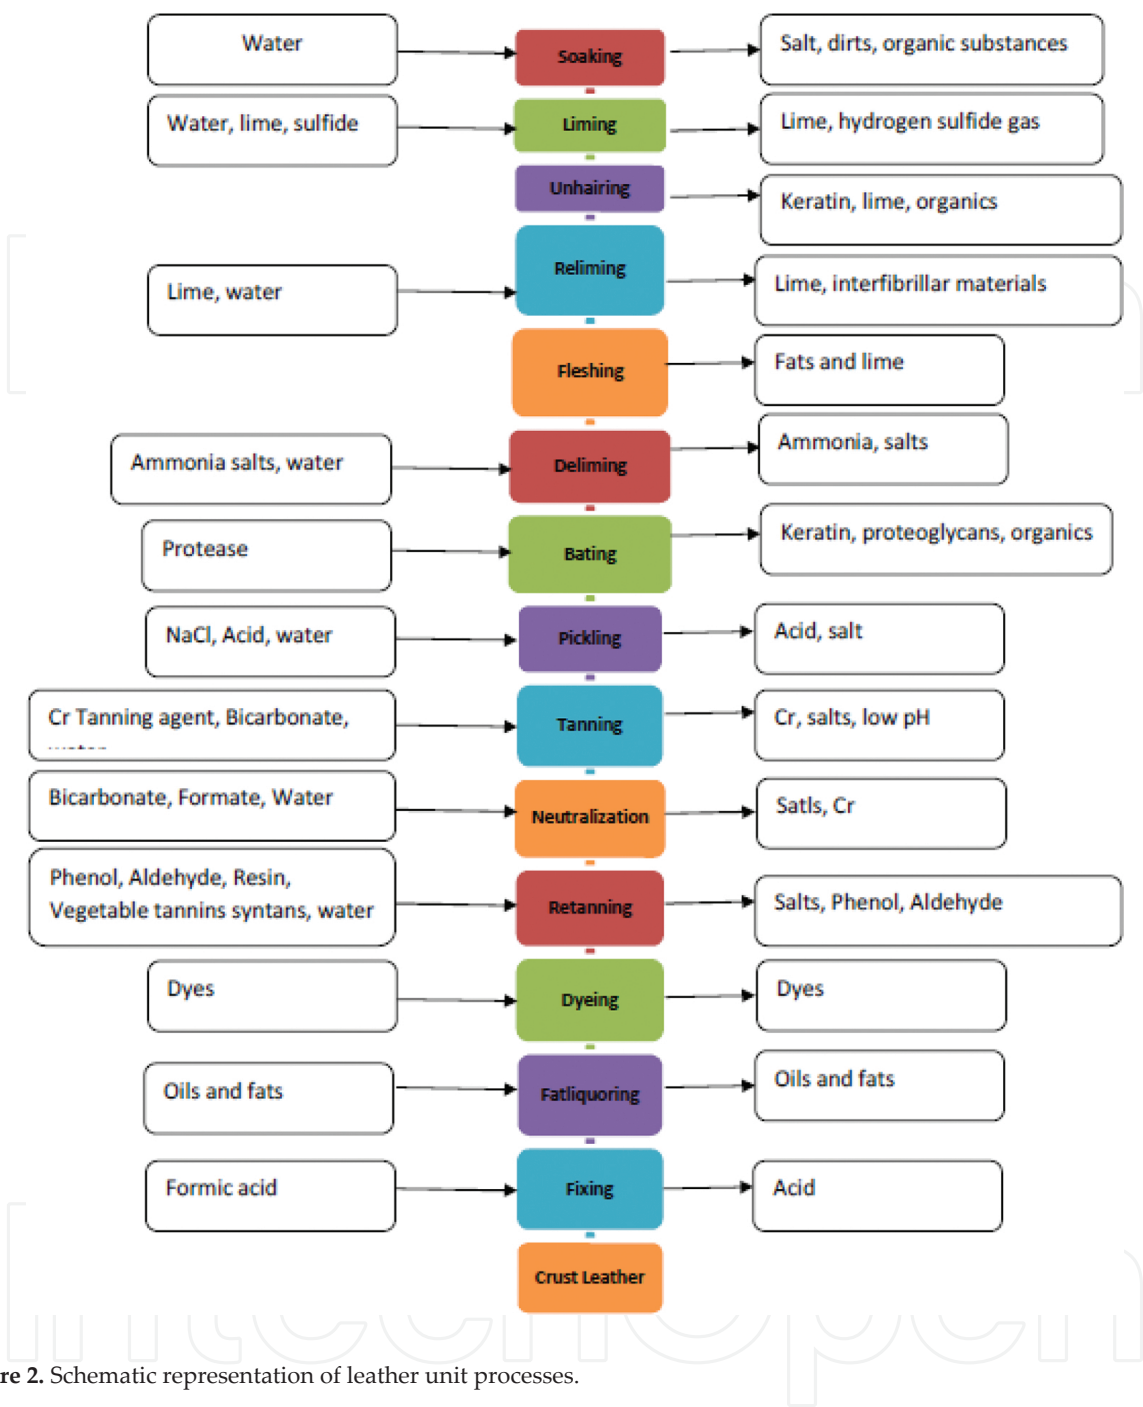 Water
Soaking
Salt, dirts, organic substances
Water, lime, sulfide
Liming
Lime, hydrogen sulfide gas
Unhairing
Keratin, lime, organics
Lime, water
Reliming
Lime, interfibrillar materials
Fleshing
Fats and lime
Ammonia salts, water
Deliming
Ammonia, salts
Protease
Bating
Keratin, proteoglycans, organics
NaCl, Acid, water
Pickling
Acid, salt
Cr Tanning agent, Bicarbonate,
Tanning
Cr, salts, low pH
Bicarbonate, Formate, Water
Neutralization
Satls, Cr
Phenol, Aldehyde, Resin,
Vegetable tannins syntans, water
Retanning
Salts, Phenol, Aldehyde
Dyes
Dyeing
Dyes
Oils and fats
Fatliquoring
Oils and fats
Formic acid
Fixing
Acid
Crust Leather
re 2. Schematic representation of leather unit processes.